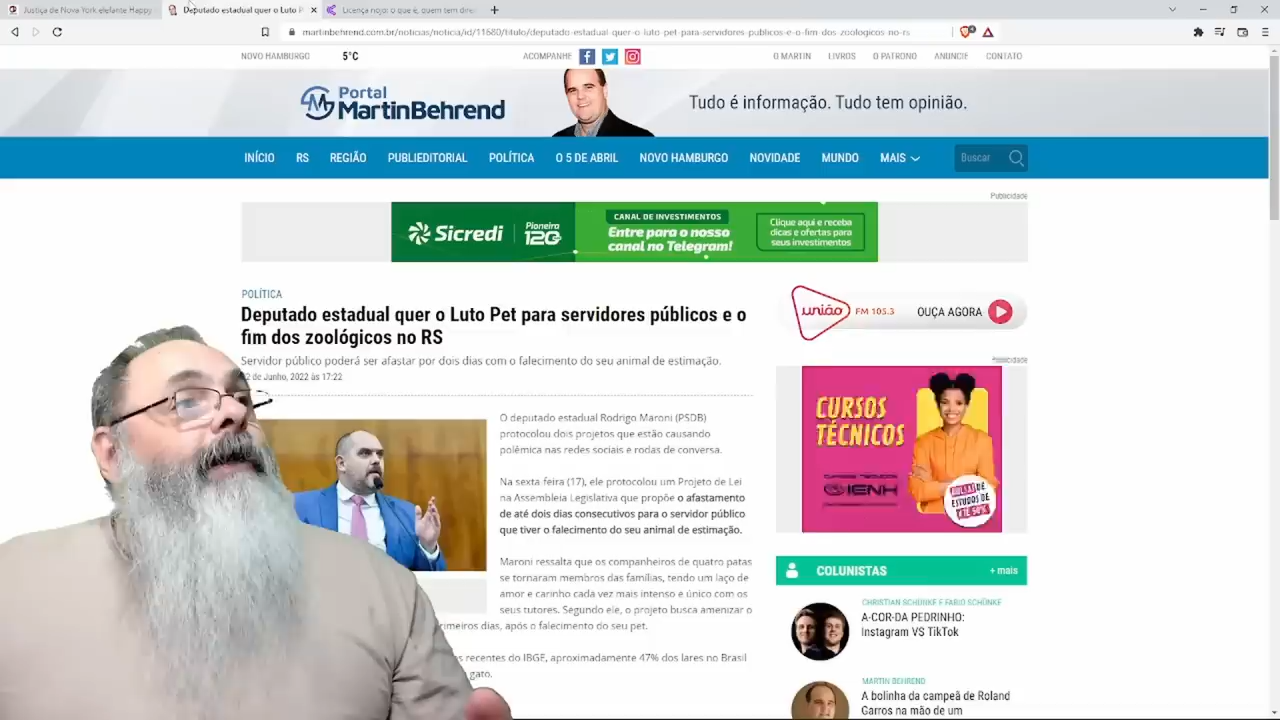 Justiça de Nova York elefante Happy
Deputado estadual quer o Luto P
Licença nojo: o que é, quem tem direi
martinbehrend.com.br/noticias/noticia/id/11680/titulo/deputado-estadual-quer-o-luto-pet-para-servidores-publicos-e-o-fim-dos-zoologicos-no-rs
NOVO HAMBURGO 5°C
ACOMPANHE
O MARTIN LIVROS O PATRONO ANUNCIE CONTATO
Portal
MartinBehrend
Tudo é informação. Tudo tem opinião.
INÍCIO RS REGIÃO PUBLIEDITORIAL POLÍTICA O 5 DE ABRIL NOVO HAMBURGO NOVIDADE MUNDO MAIS
Buscar
Publicidade
Sicredi
Pioneira
120
CANAL DE INVESTIMENTOS
Entre para o nosso
canal no Telegram!
Clique aqui e receba
dicas e ofertas para
seus investimentos
POLÍTICA
Deputado estadual quer o Luto Pet para servidores públicos e o
fim dos zoológicos no RS
Servidor público poderá ser afastar por dois dias com o falecimento do seu animal de estimação.
2 de Junho, 2022 às 17:22
O deputado estadual Rodrigo Maroni (PSDB)
protocolou dois projetos que estão causando
polêmica nas redes sociais e rodas de conversa.
Na sexta-feira (17), ele protocolou um Projeto de Lei
na Assembleia Legislativa que propõe o afastamento
de até dois dias consecutivos para o servidor público
que tiver o falecimento do seu animal de estimação.
Maroni ressalta que os companheiros de quatro patas
se tornaram membros das famílias, tendo um laço de
amor e carinho cada vez mais intenso e único com os
seus tutores. Segundo ele, o projeto busca amenizar o
rimeiros dias, após o falecimento do seu pet.
s recentes do IBGE, aproximadamente 47% dos lares no Brasil
gato.
união
FM 105.3
OUÇA AGORA
Publicidade
CURSOS
TÉCNICOS
IENH
BOLSAS DE
ESTUDOS DE
ATÉ 50%
COLUNISTAS
+ mais
CHRISTIAN SCHÜNKE E FABIO SCHÜNKE
A-COR-DA PEDRINHO:
Instagram VS TikTok
MARTIN BEHREND
A bolinha da campeã de Roland
Garros na mão de um